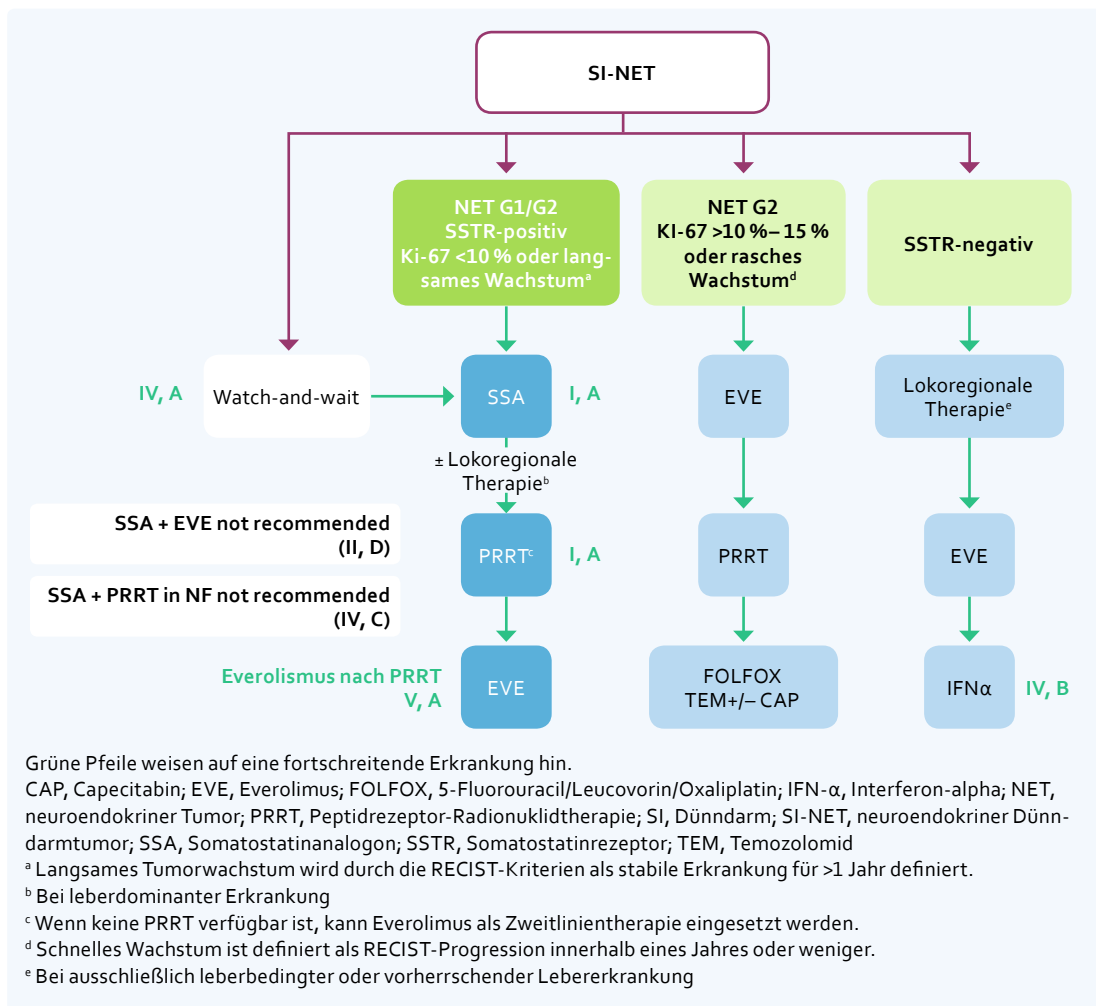 SI-NET
NET G1/G2
SSTR-positiv
Ki-67 <10 % oder lang-
sames Wachstumᵃ
NET G2
KI-67 >10 %– 15 %
oder rasches
Wachstumᵈ
SSTR-negativ
IV, A
Watch-and-wait
SSA
I, A
EVE
Lokoregionale
Therapieᵉ
± Lokoregionale
Therapieᵇ
SSA + EVE not recommended
(II, D)
PRRTᶜ
I, A
PRRT
EVE
SSA + PRRT in NF not recommended
(IV, C)
Everolismus nach PRRT
V, A
EVE
FOLFOX
TEM+/– CAP
IFNα
IV, B
Grüne Pfeile weisen auf eine fortschreitende Erkrankung hin.
CAP, Capecitabin; EVE, Everolimus; FOLFOX, 5-Fluorouracil/Leucovorin/Oxaliplatin; IFN-α, Interferon-alpha; NET,
neuroendokriner Tumor; PRRT, Peptidrezeptor-Radionuklidtherapie; SI, Dünndarm; SI-NET, neuroendokriner Dünn-
darmtumor; SSA, Somatostatinanalogon; SSTR, Somatostatinrezeptor; TEM, Temozolomid
ᵃ Langsames Tumorwachstum wird durch die RECIST-Kriterien als stabile Erkrankung für >1 Jahr definiert.
ᵇ Bei leberdominanter Erkrankung
ᶜ Wenn keine PRRT verfügbar ist, kann Everolimus als Zweitlinientherapie eingesetzt werden.
ᵈ Schnelles Wachstum ist definiert als RECIST-Progression innerhalb eines Jahres oder weniger.
ᵉ Bei ausschließlich leberbedingter oder vorherrschender Lebererkrankung